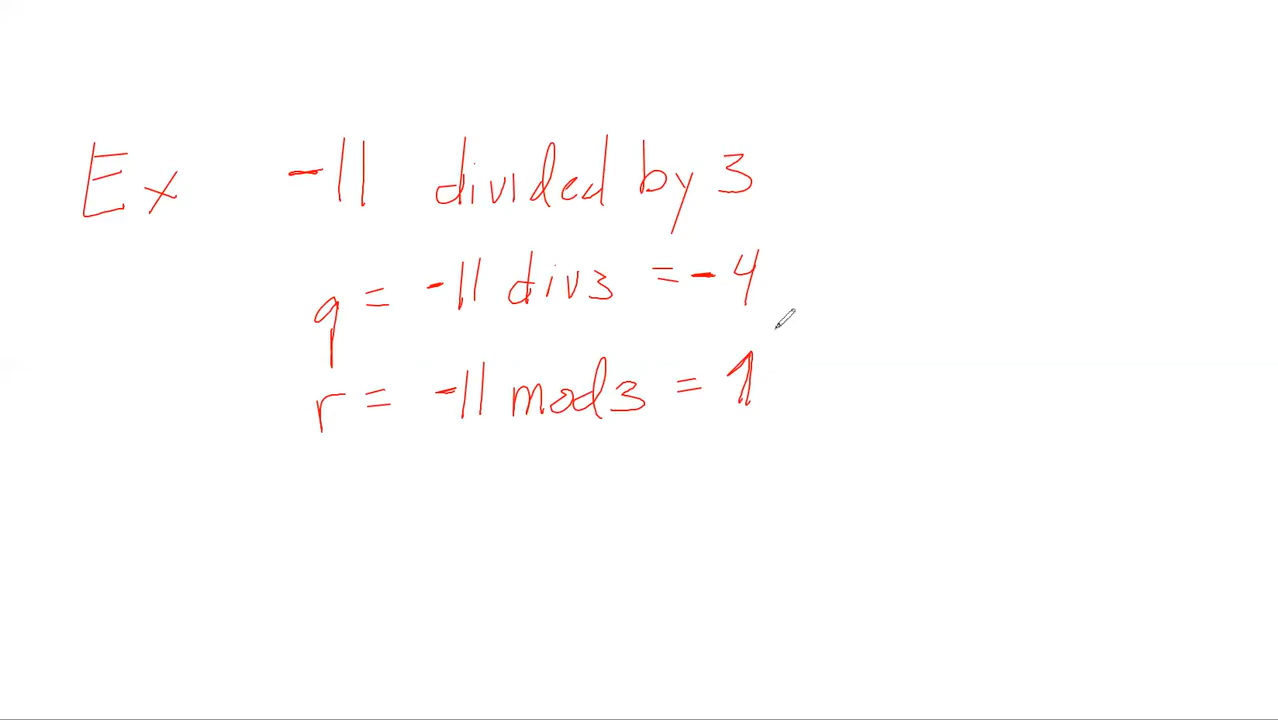 Ex -11 divided by 3
q = -11 div 3 = -4
r = -11 mod 3 = 1